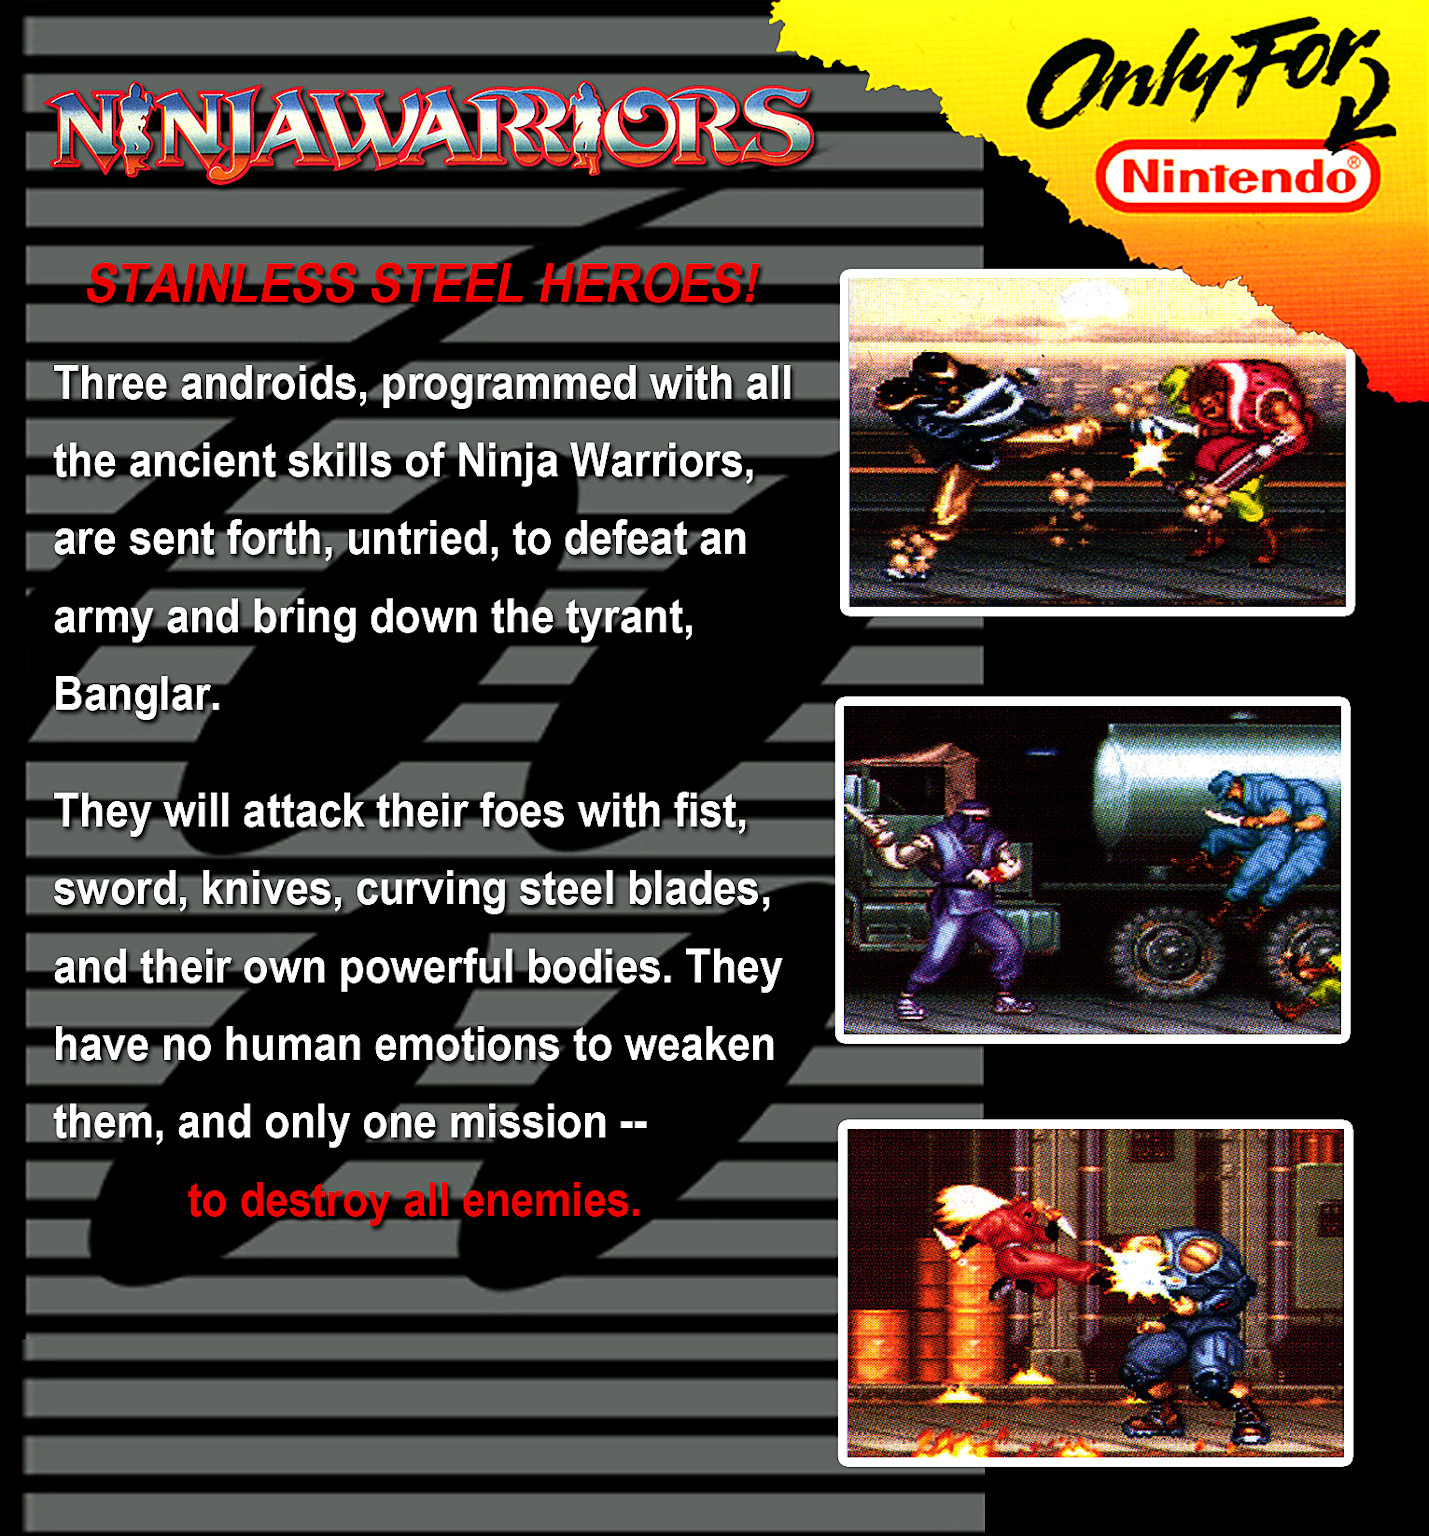 NINJAWARRIORS
Only For
Nintendo®
STAINLESS STEEL HEROES!
Three androids, programmed with all
the ancient skills of Ninja Warriors,
are sent forth, untried, to defeat an
army and bring down the tyrant,
Banglar.
They will attack their foes with fist,
sword, knives, curving steel blades,
and their own powerful bodies. They
have no human emotions to weaken
them, and only one mission --
to destroy all enemies.